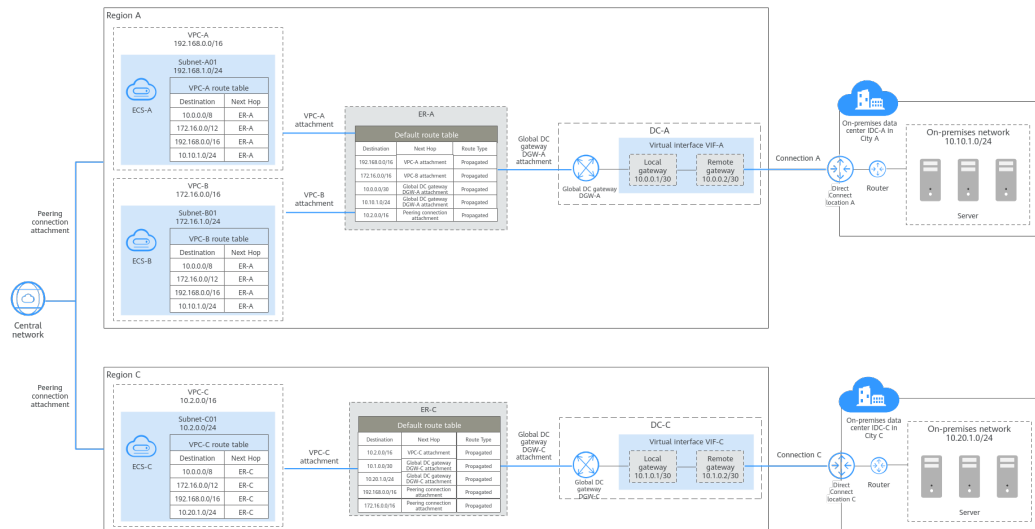 Region A
VPC-A
192.168.0.0/16
Subnet-A01
192.168.1.0/24
ECS-A
VPC-A route table
Destination Next Hop
10.0.0.0/8 ER-A
172.16.0.0/12 ER-A
192.168.0.0/16 ER-A
10.10.1.0/24 ER-A
VPC-B
172.16.0.0/16
Subnet-B01
172.16.1.0/24
ECS-B
VPC-B route table
Destination Next Hop
10.0.0.0/8 ER-A
172.16.0.0/12 ER-A
192.168.0.0/16 ER-A
10.10.1.0/24 ER-A
VPC-A
attachment
VPC-B
attachment
ER-A
Default route table
Destination Next Hop Route Type
192.168.0.0/16 VPC-A attachment Propagated
172.16.0.0/16 VPC-B attachment Propagated
10.0.0.0/30 Global DC gateway DGW-A attachment Propagated
10.10.1.0/24 Global DC gateway DGW-A attachment Propagated
10.2.0.0/16 Peering connection attachment Propagated
Global DC
gateway
DGW-A
attachment
DC-A
Global DC gateway
DGW-A
Virtual interface VIF-A
Local
gateway
10.0.0.1/30
Remote
gateway
10.0.0.2/30
Connection A
On-premises data
center IDC-A in
City A
Direct
Connect
location A
Router
On-premises network
10.10.1.0/24
Server
Peering
connection
attachment
Central
network
Peering
connection
attachment
Region C
VPC-C
10.2.0.0/16
Subnet-C01
10.2.0.0/24
ECS-C
VPC-C route table
Destination Next Hop
10.0.0.0/8 ER-C
172.16.0.0/12 ER-C
192.168.0.0/16 ER-C
10.20.1.0/24 ER-C
VPC-C
attachment
ER-C
Default route table
Destination Next Hop Route Type
10.2.0.0/16 VPC-C attachment Propagated
10.1.0.0/30 Global DC gateway DGW-C attachment Propagated
10.20.1.0/24 Global DC gateway DGW-C attachment Propagated
192.168.0.0/16 Peering connection attachment Propagated
172.16.0.0/16 Peering connection attachment Propagated
Global DC
gateway
DGW-C
attachment
DC-C
Global DC
gateway
DGW-C
Virtual interface VIF-C
Local
gateway
10.1.0.1/30
Remote
gateway
10.1.0.2/30
Connection C
On-premises data
center IDC-C in
City C
Direct
Connect
location C
Router
On-premises network
10.20.1.0/24
Server